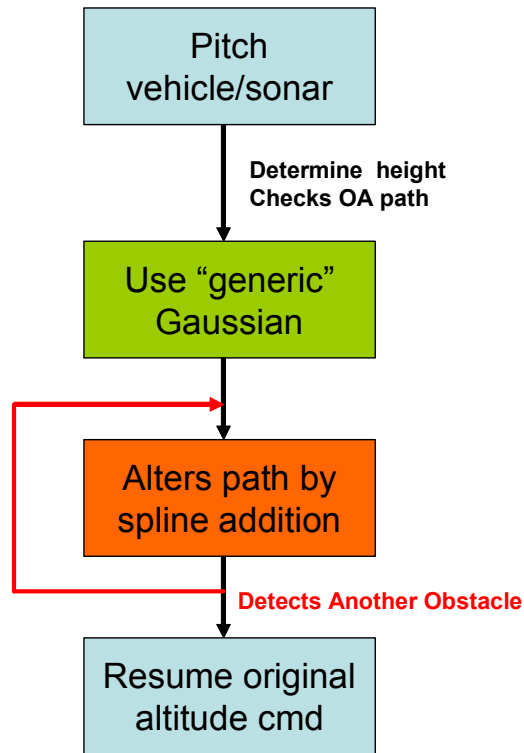 Pitch
vehicle/sonar
Determine height
Checks OA path
Use “generic”
Gaussian
Alters path by
spline addition
Detects Another Obstacle
Resume original
altitude cmd